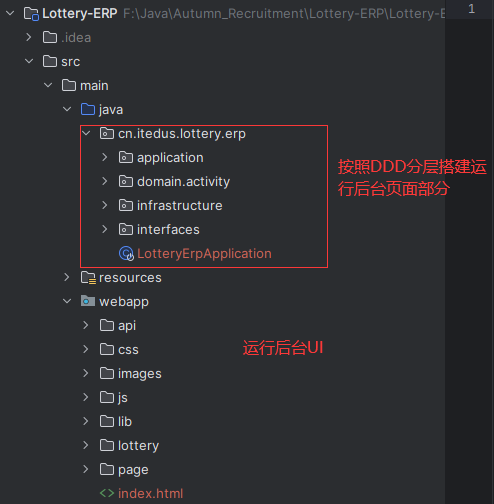 Lottery-ERP F:\Java\Autumn_Recruitment\Lottery-ERP\Lottery-E
1
.idea
src
main
java
cn.itedus.lottery.erp
application
按照DDD分层搭建运
行后台页面部分
domain.activity
infrastructure
interfaces
LotteryErpApplication
resources
webapp
api
css
运行后台UI
images
js
lib
lottery
page
index.html